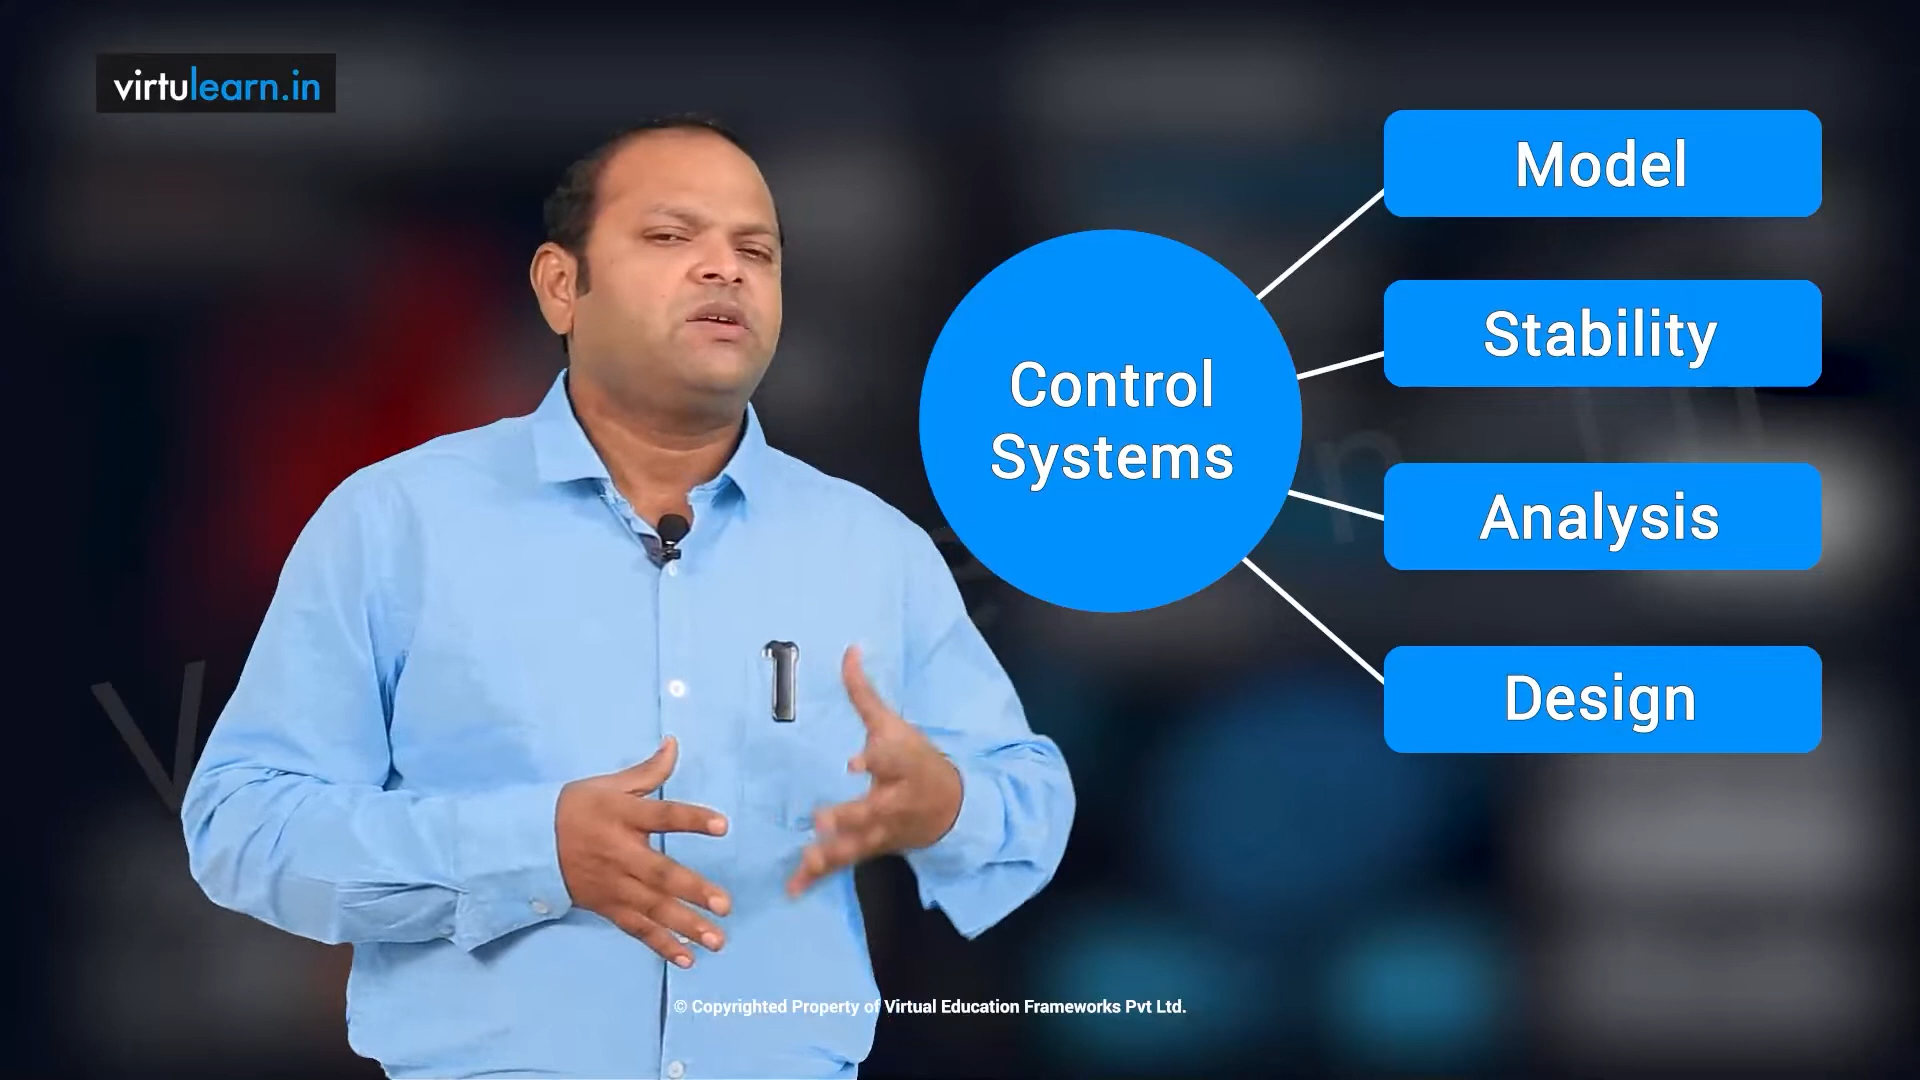 virtulearn.in
Control
Systems
Model
Stability
Analysis
Design
© Copyrighted Property of Virtual Education Frameworks Pvt Ltd.